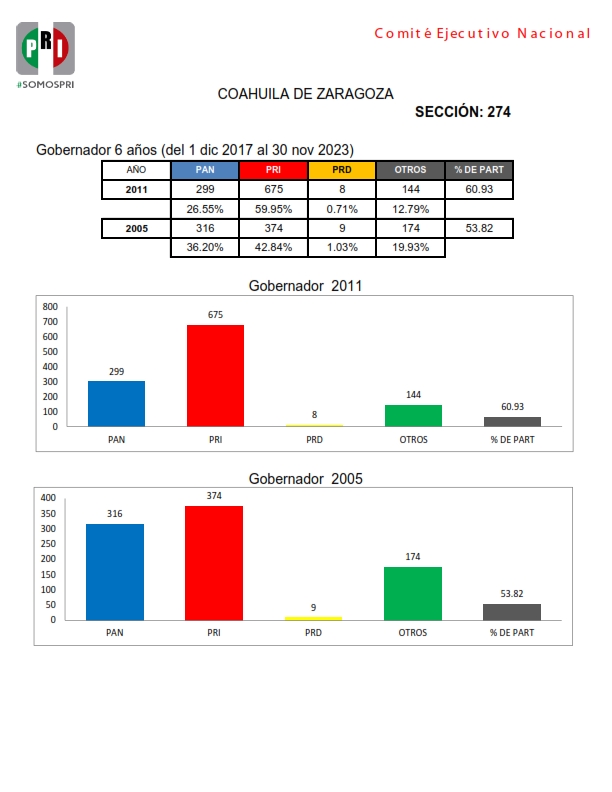 Comité Ejecutivo Nacional
PRI
#SOMOSPRI
COAHUILA DE ZARAGOZA
SECCIÓN: 274
Gobernador 6 años (del 1 dic 2017 al 30 nov 2023)
AÑO PAN PRI PRD OTROS % DE PART
2011 299 675 8 144 60.93
26.55% 59.95% 0.71% 12.79%
2005 316 374 9 174 53.82
36.20% 42.84% 1.03% 19.93%
Gobernador 2011
800
700
600
500
400
300
200
100
0
299
675
8
144
60.93
PAN PRI PRD OTROS % DE PART
Gobernador 2005
400
350
300
250
200
150
100
50
0
316
374
9
174
53.82
PAN PRI PRD OTROS % DE PART